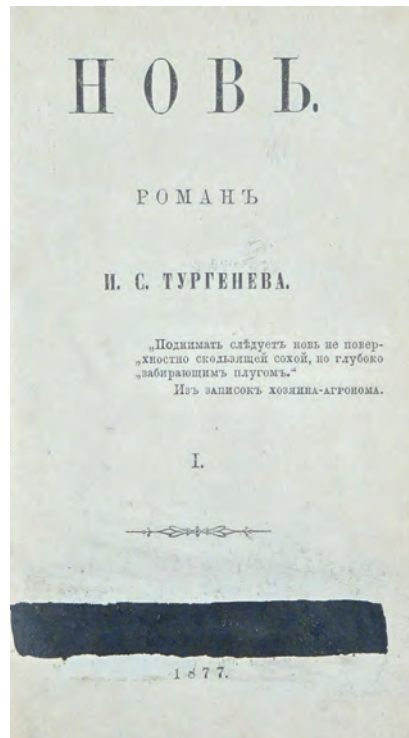 НОВЬ.
РОМАНЪ
И. С. ТУРГЕНЕВА.
„Поднимать слѣдуетъ новь не повер-
„хностно скользящей сохой, но глубоко
„забирающимъ плугомъ.“
Изъ записокъ хозяина-агронома.
I.
1877.